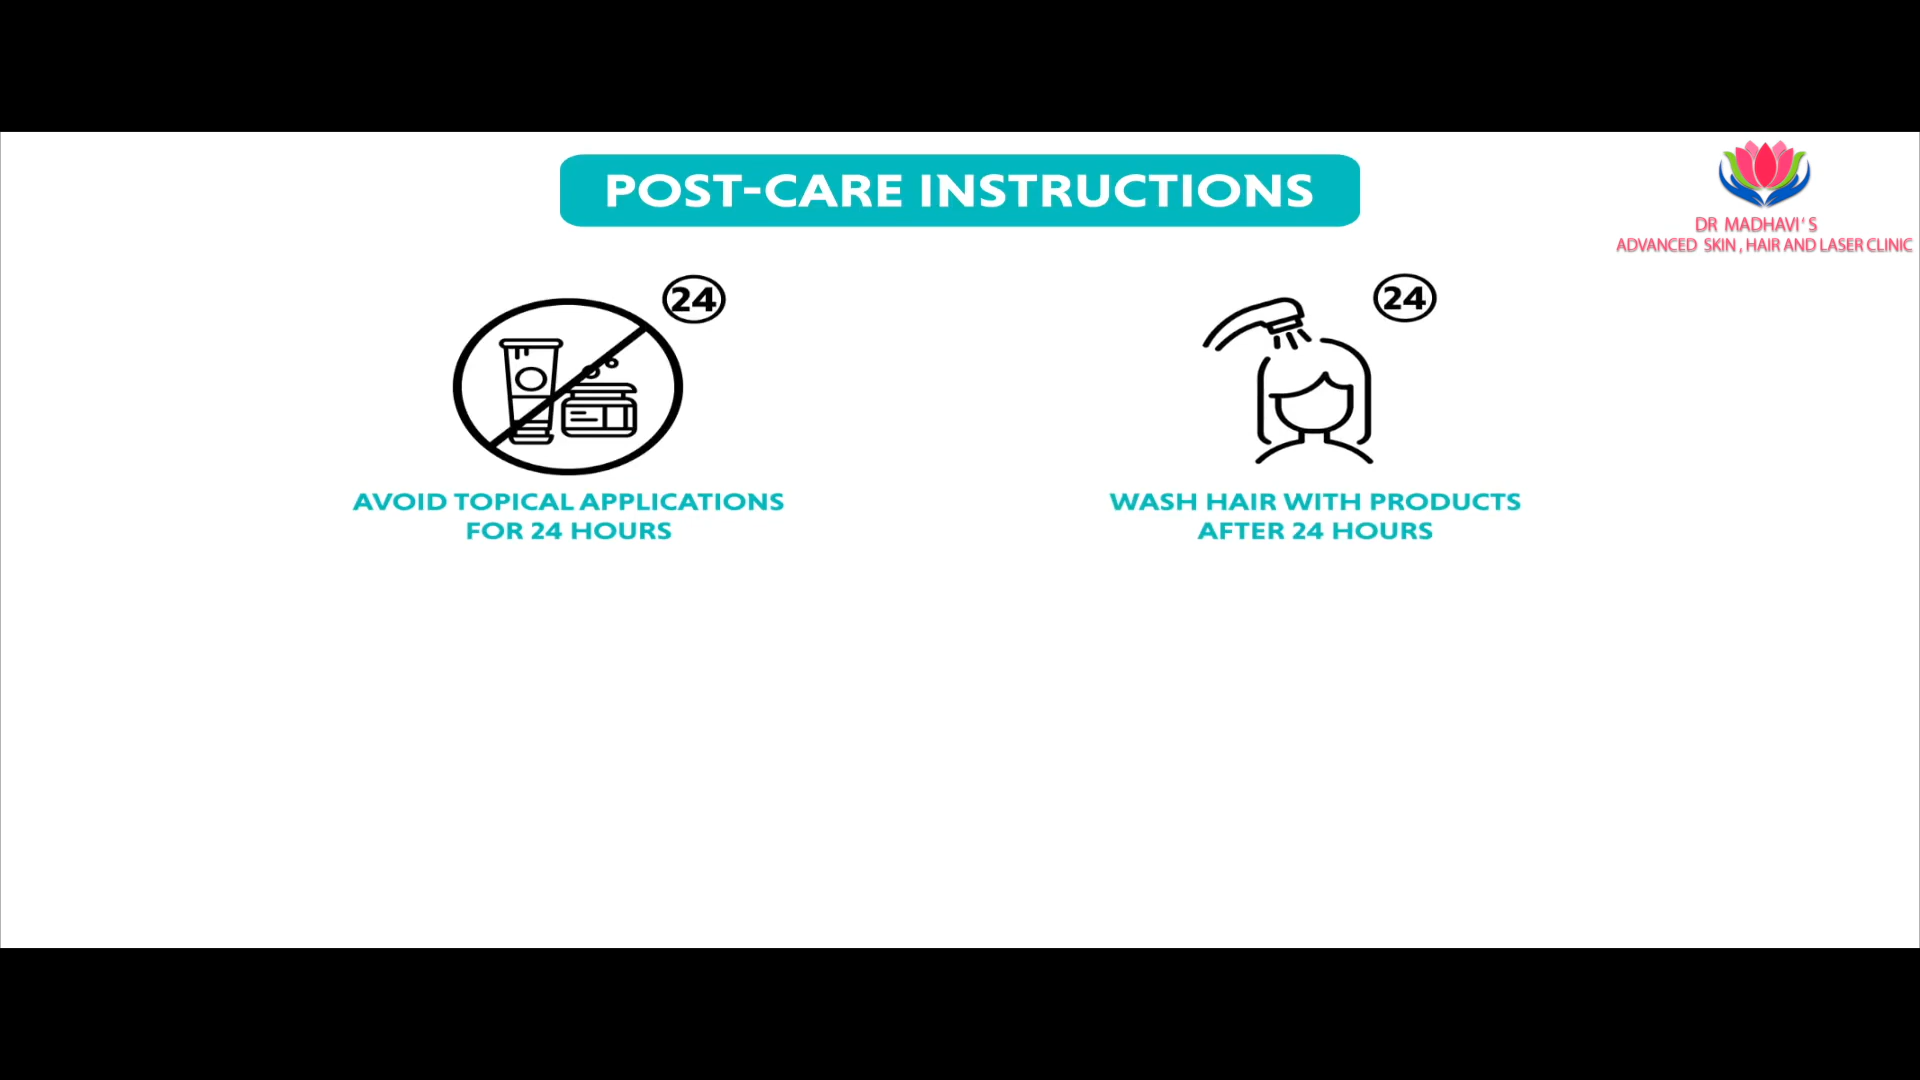 POST-CARE INSTRUCTIONS
DR MADHAVI'S
ADVANCED SKIN, HAIR AND LASER CLINIC
24
24
AVOID TOPICAL APPLICATIONS
FOR 24 HOURS
WASH HAIR WITH PRODUCTS
AFTER 24 HOURS